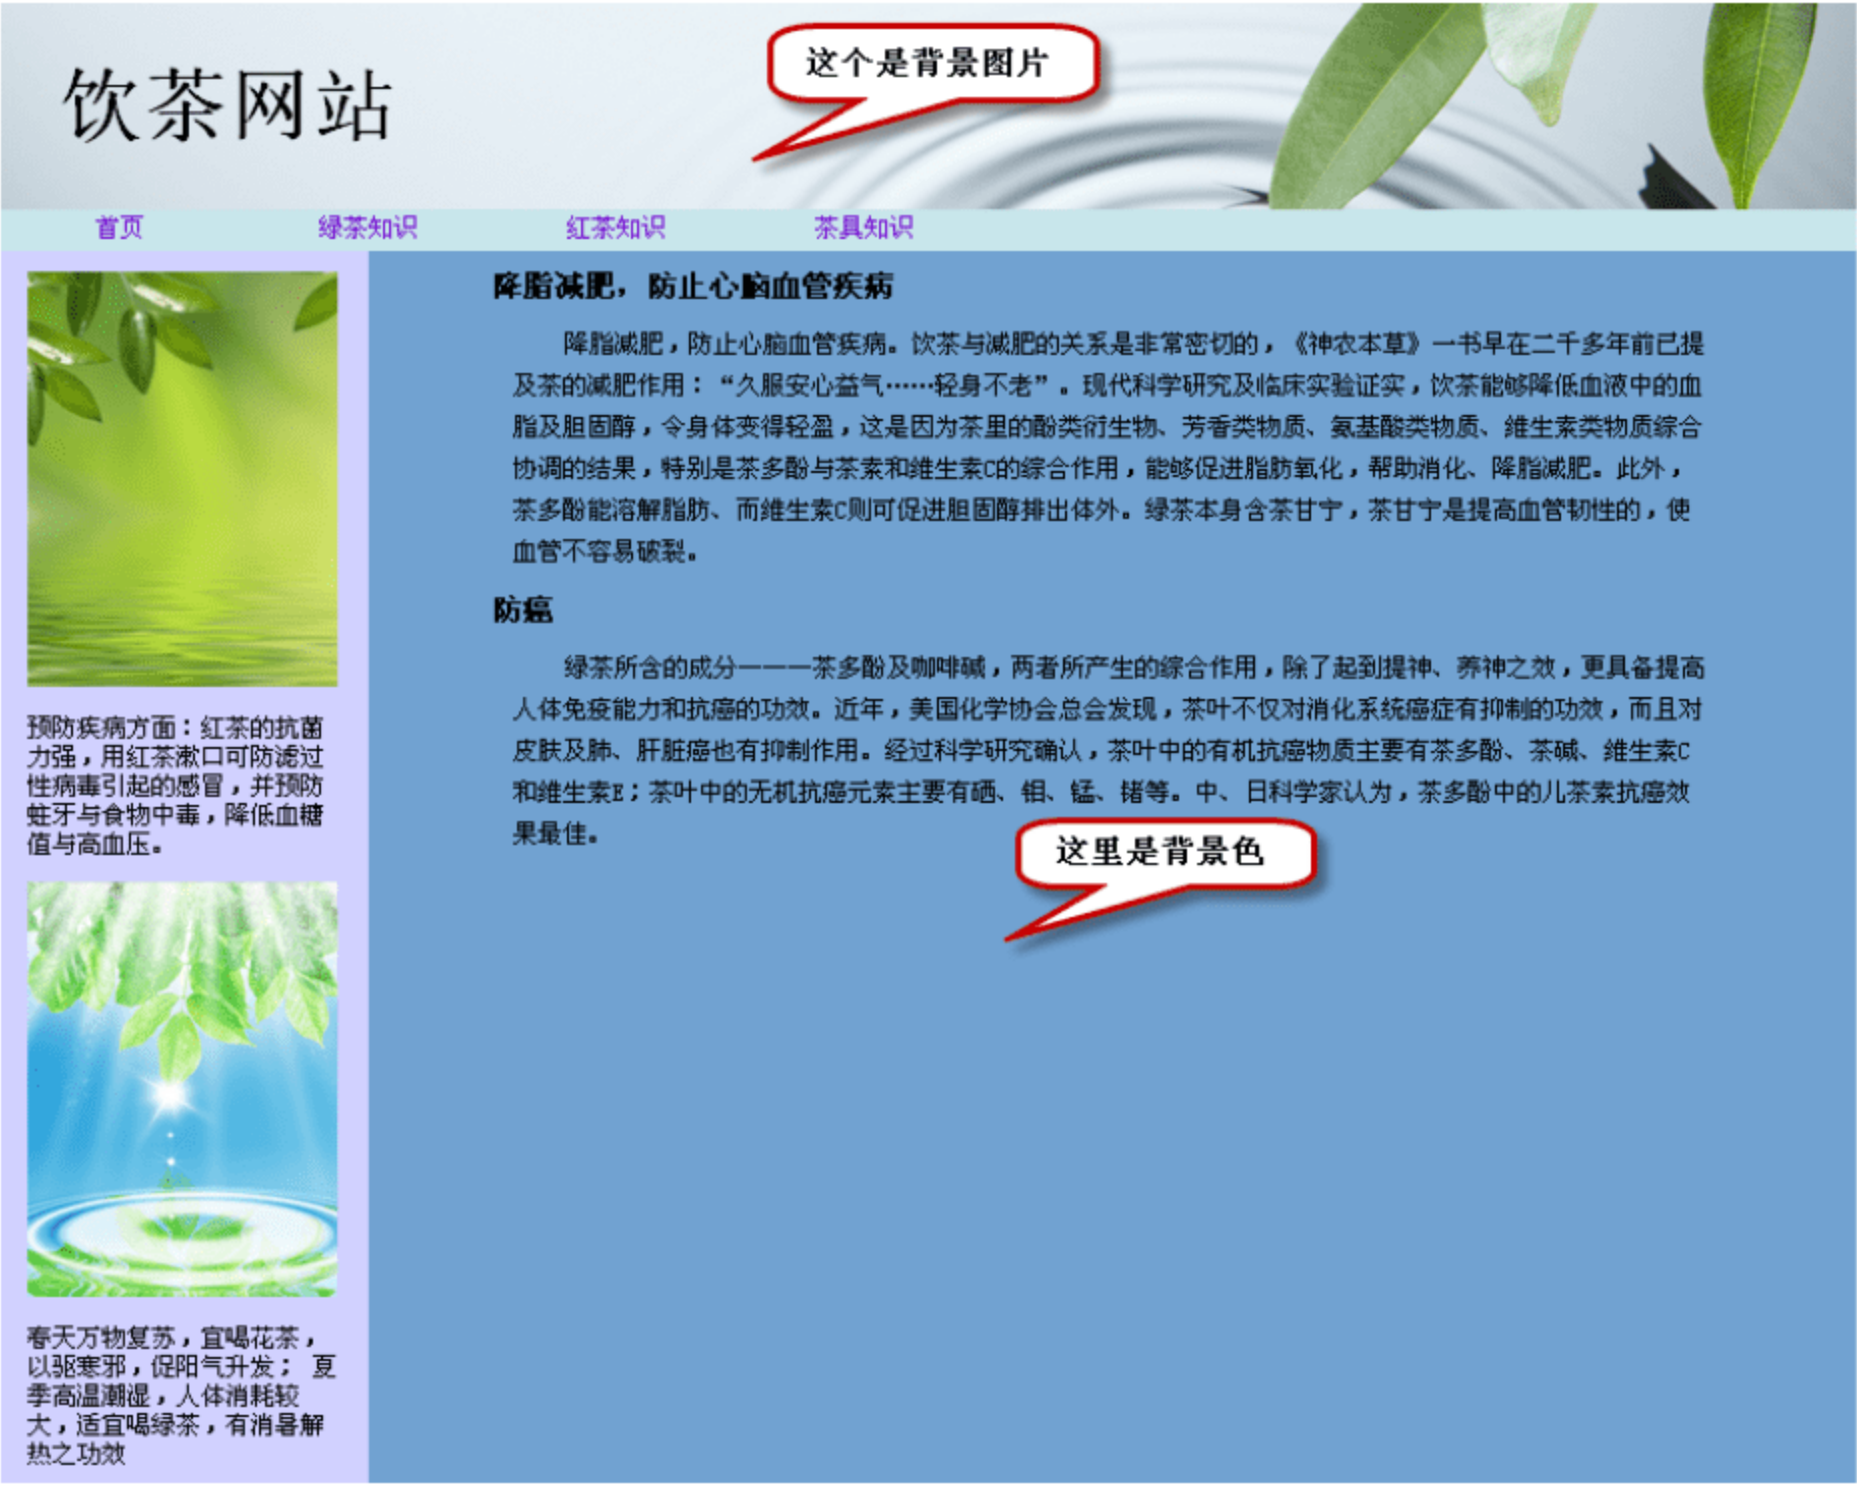 饮茶网站
这个是背景图片
首页 绿茶知识 红茶知识 茶具知识
预防疾病方面：红茶的抗菌
力强，用红茶漱口可防滤过
性病毒引起的感冒，并预防
蛀牙与食物中毒，降低血糖
值与高血压。
春天万物复苏，宜喝花茶，
以驱寒邪，促阳气升发； 夏
季高温潮湿，人体消耗较
大，适宜喝绿茶，有消暑解
热之功效
降脂减肥，防止心脑血管疾病
降脂减肥，防止心脑血管疾病。饮茶与减肥的关系是非常密切的，《神农本草》一书早在二千多年前已提
及茶的减肥作用：“久服安心益气……轻身不老”。现代科学研究及临床实验证实，饮茶能够降低血液中的血
脂及胆固醇，令身体变得轻盈，这是因为茶里的酚类衍生物、芳香类物质、氨基酸类物质、维生素类物质综合
协调的结果，特别是茶多酚与茶素和维生素C的综合作用，能够促进脂肪氧化，帮助消化、降脂减肥。此外，
茶多酚能溶解脂肪、而维生素C则可促进胆固醇排出体外。绿茶本身含茶甘宁，茶甘宁是提高血管韧性的，使
血管不容易破裂。
防癌
绿茶所含的成分———茶多酚及咖啡碱，两者所产生的综合作用，除了起到提神、养神之效，更具备提高
人体免疫能力和抗癌的功效。近年，美国化学协会总会发现，茶叶不仅对消化系统癌症有抑制的功效，而且对
皮肤及肺、肝脏癌也有抑制作用。经过科学研究确认，茶叶中的有机抗癌物质主要有茶多酚、茶碱、维生素C
和维生素E；茶叶中的无机抗癌元素主要有硒、钼、锰、锗等。中、日科学家认为，茶多酚中的儿茶素抗癌效
果最佳。
这里是背景色